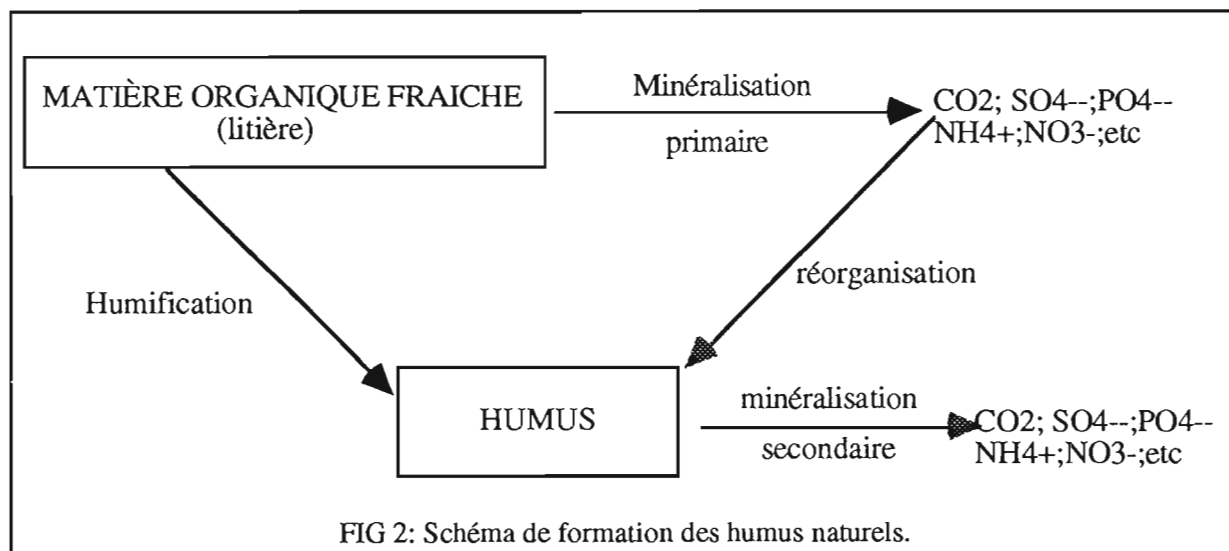 MATIÈRE ORGANIQUE FRAICHE
(litière)
Minéralisation
primaire
CO2; SO4--;PO4--
NH4+;NO3-;etc
Humification
réorganisation
HUMUS
minéralisation
secondaire
CO2; SO4--;PO4--
NH4+;NO3-;etc
FIG 2: Schéma de formation des humus naturels.